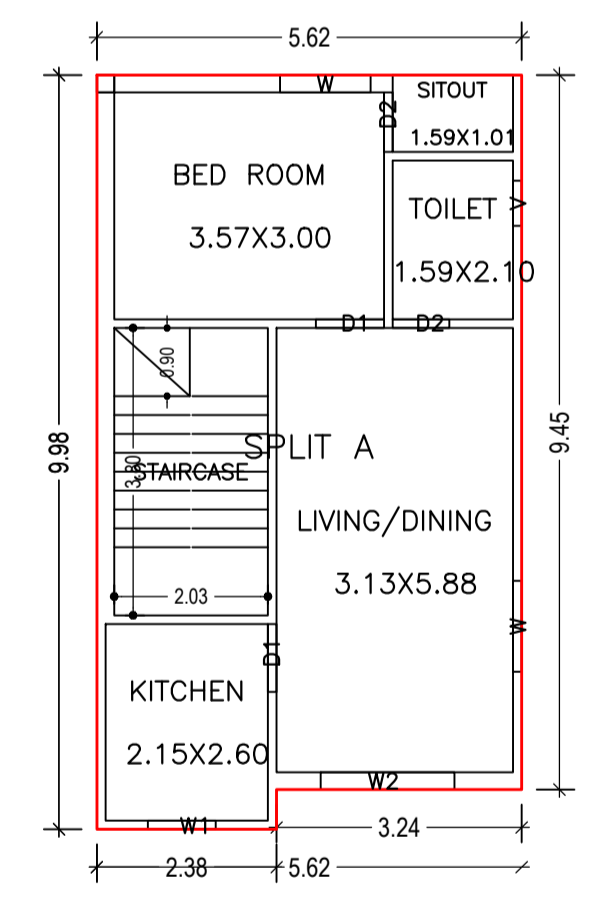 5.62
W
SITOUT
D2
1.59X1.01
BED ROOM
TOILET
V
3.57X3.00
1.59X2.10
D1
D2
0.90
SPLIT A
9.98
9.45
3.80
STAIRCASE
LIVING/DINING
3.13X5.88
2.03
W
D1
KITCHEN
2.15X2.60
W2
W1
3.24
2.38
5.62